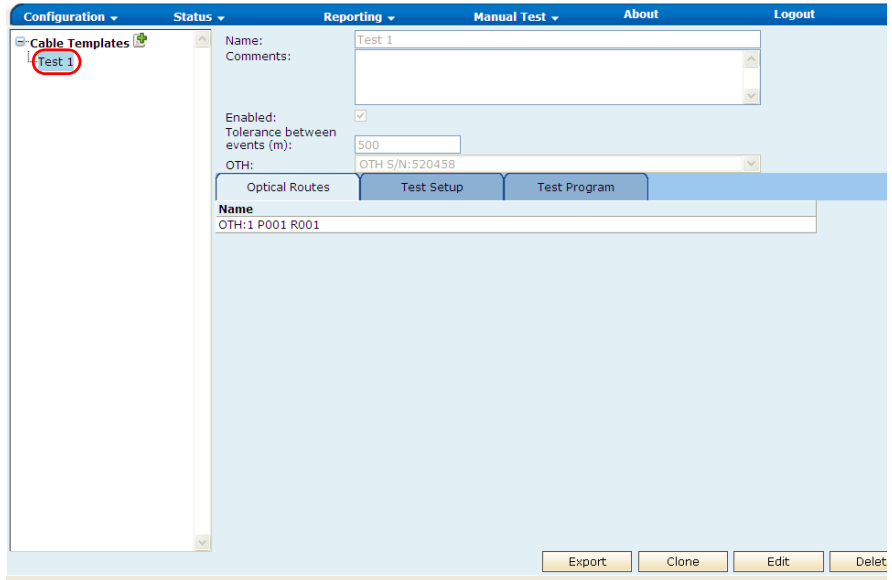 Configuration Status Reporting Manual Test About Logout
Cable Templates
Test 1
Name: Test 1
Comments:
Enabled:
Tolerance between
events (m): 500
OTH: OTH S/N:520458
Optical Routes Test Setup Test Program
Name
OTH:1 P001 R001
Export Clone Edit Delet